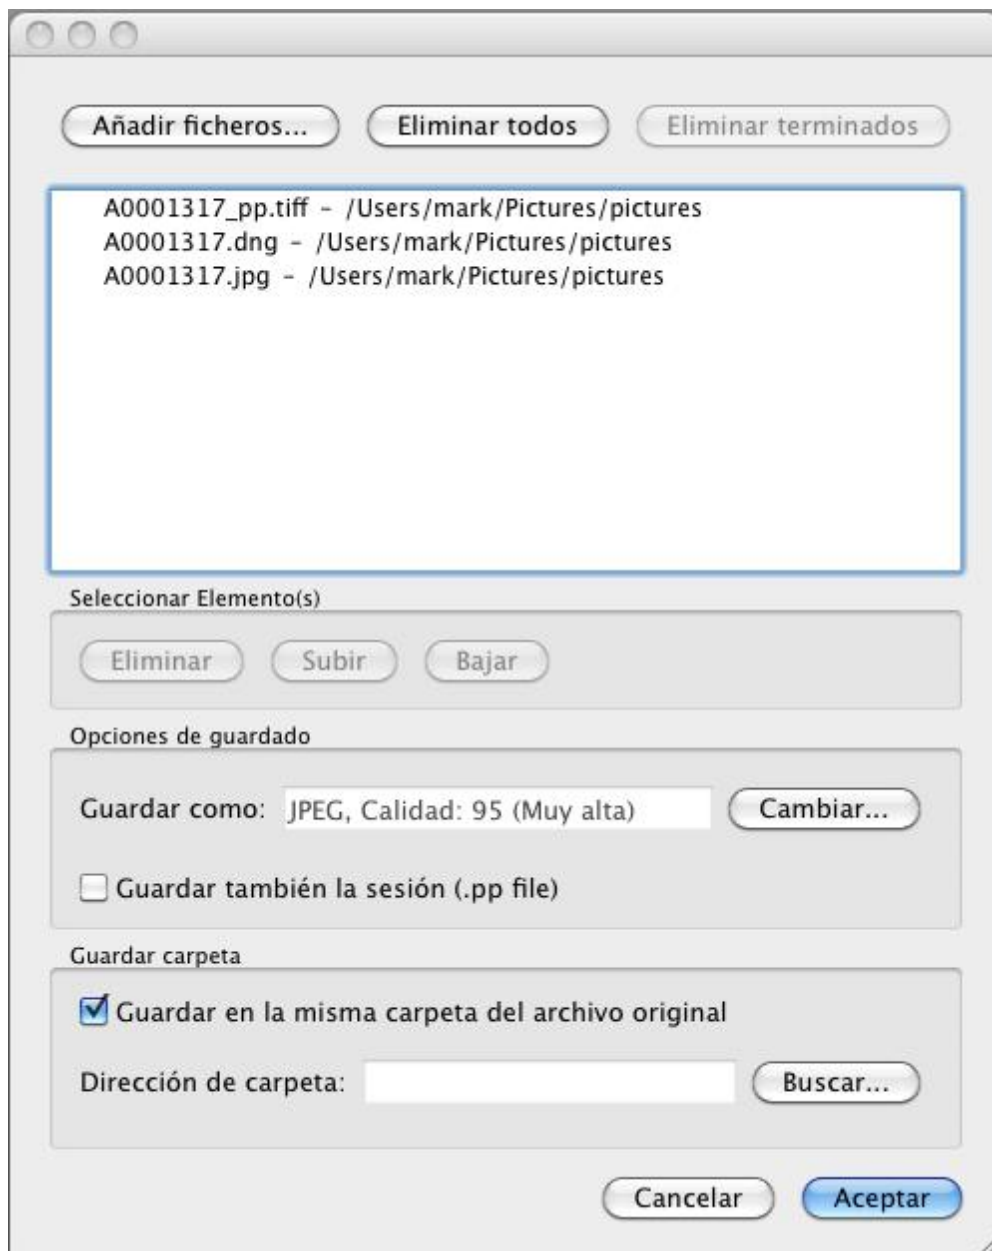 Añadir ficheros... Eliminar todos Eliminar terminados
A0001317_pp.tiff – /Users/mark/Pictures/pictures
A0001317.dng – /Users/mark/Pictures/pictures
A0001317.jpg – /Users/mark/Pictures/pictures
Seleccionar Elemento(s)
Eliminar Subir Bajar
Opciones de guardado
Guardar como: JPEG, Calidad: 95 (Muy alta) Cambiar...
Guardar también la sesión (.pp file)
Guardar carpeta
Guardar en la misma carpeta del archivo original
Dirección de carpeta: Buscar...
Cancelar Aceptar